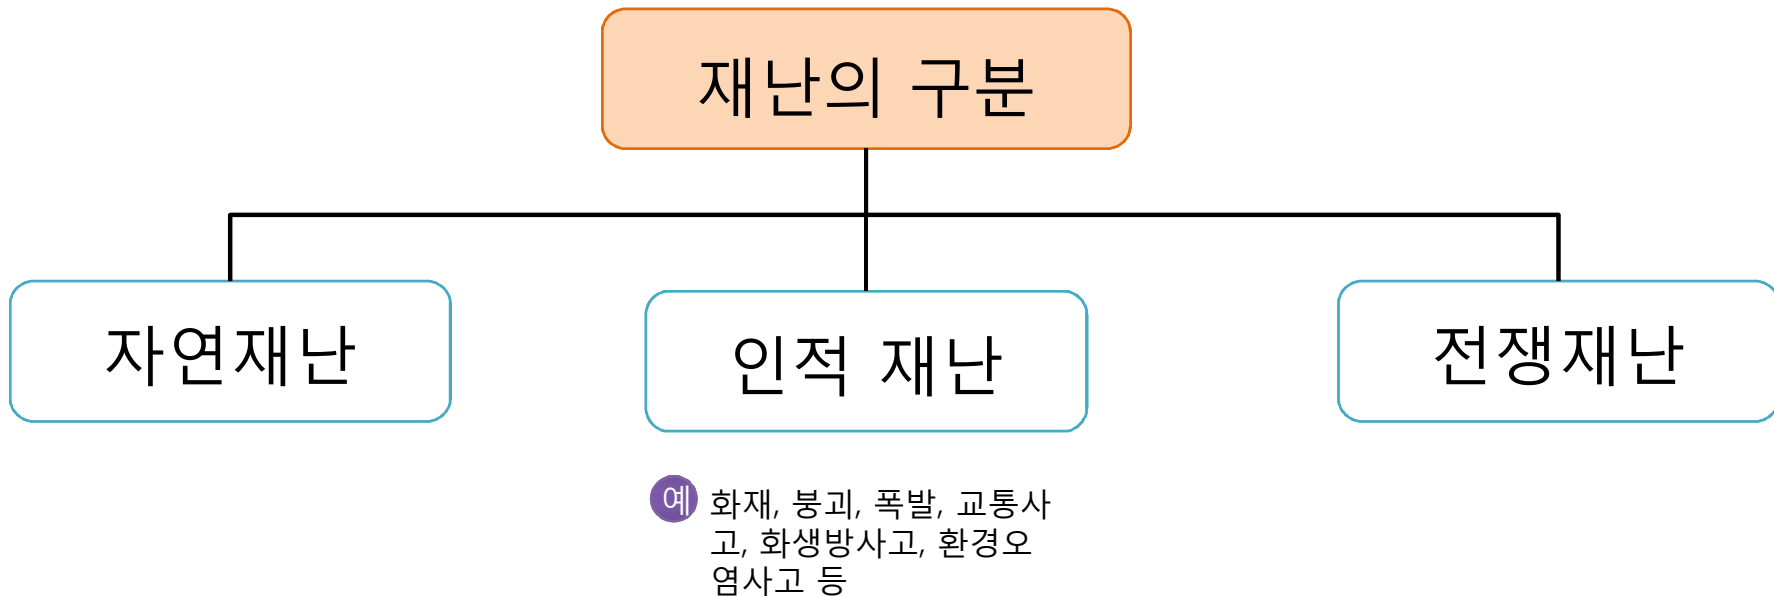 재난의 구분
자연재난
인적 재난
전쟁재난
예 화재, 붕괴, 폭발, 교통사
고, 화생방사고, 환경오
염사고 등